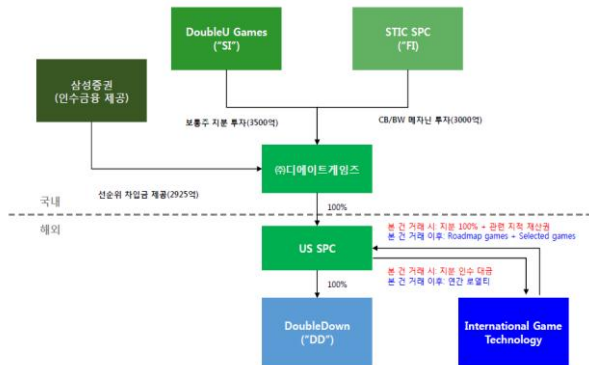 DoubleU Games
("SI")
STIC SPC
("FI)
삼성증권
(인수금융 제공)
보통주 지분 투자(3500억)
CB/BW 메자닌 투자(3000억)
㈜디에이트게임즈
선순위 차입금 제공(2925억)
국내
해외
100%
본 건 거래 시: 지분 100% + 관련 지적 재산권
본 건 거래 이후: Roadmap games + Selected games
US SPC
본 건 거래 시: 지분 인수 대금
본 건 거래 이후: 연간 로열티
100%
DoubleDown
("DD")
International Game
Technology